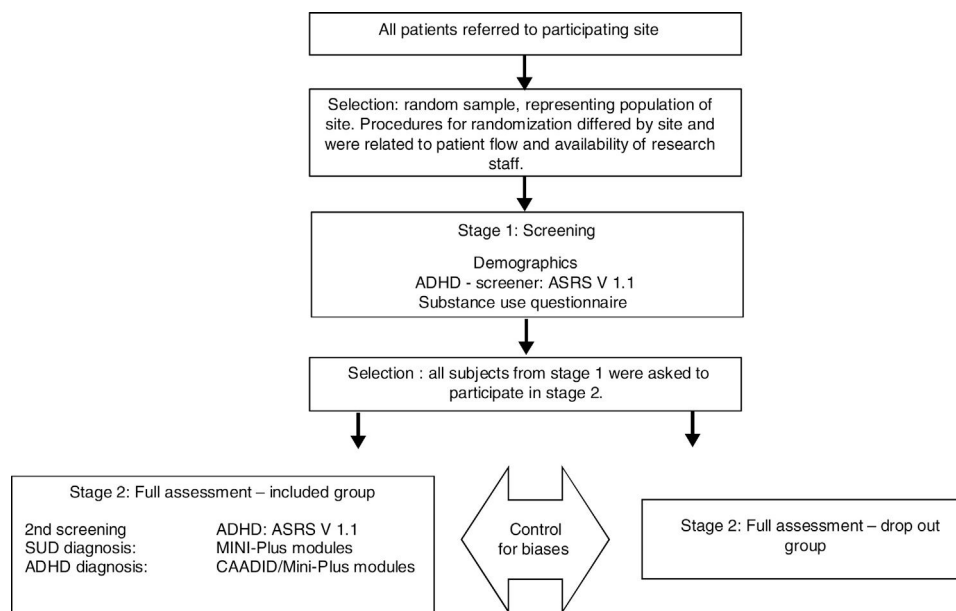 All patients referred to participating site
Selection: random sample, representing population of
site. Procedures for randomization differed by site and
were related to patient flow and availability of research
staff.
Stage 1: Screening
Demographics
ADHD - screener: ASRS V 1.1
Substance use questionnaire
Selection : all subjects from stage 1 were asked to
participate in stage 2.
Stage 2: Full assessment – included group
2nd screening ADHD: ASRS V 1.1
SUD diagnosis: MINI-Plus modules
ADHD diagnosis: CAADID/Mini-Plus modules
Control
for biases
Stage 2: Full assessment – drop out
group